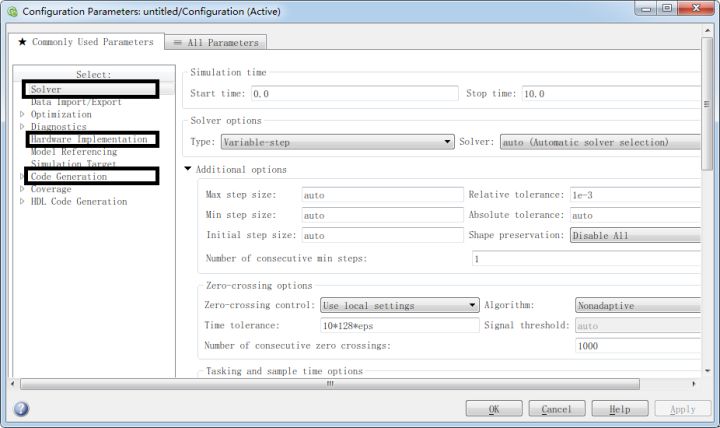 Configuration Parameters: untitled/Configuration (Active)
★ Commonly Used Parameters
≡ All Parameters
Select:
Solver
Data Import/Export
Optimization
Diagnostics
Hardware Implementation
Model Referencing
Simulation Target
Code Generation
Coverage
HDL Code Generation
Simulation time
Start time: 0.0 Stop time: 10.0
Solver options
Type: Variable-step Solver: auto (Automatic solver selection)
Additional options
Max step size: auto Relative tolerance: 1e-3
Min step size: auto Absolute tolerance: auto
Initial step size: auto Shape preservation: Disable All
Number of consecutive min steps: 1
Zero-crossing options
Zero-crossing control: Use local settings Algorithm: Nonadaptive
Time tolerance: 10*128*eps Signal threshold: auto
Number of consecutive zero crossings: 1000
Tasking and sample time options
OK Cancel Help Apply